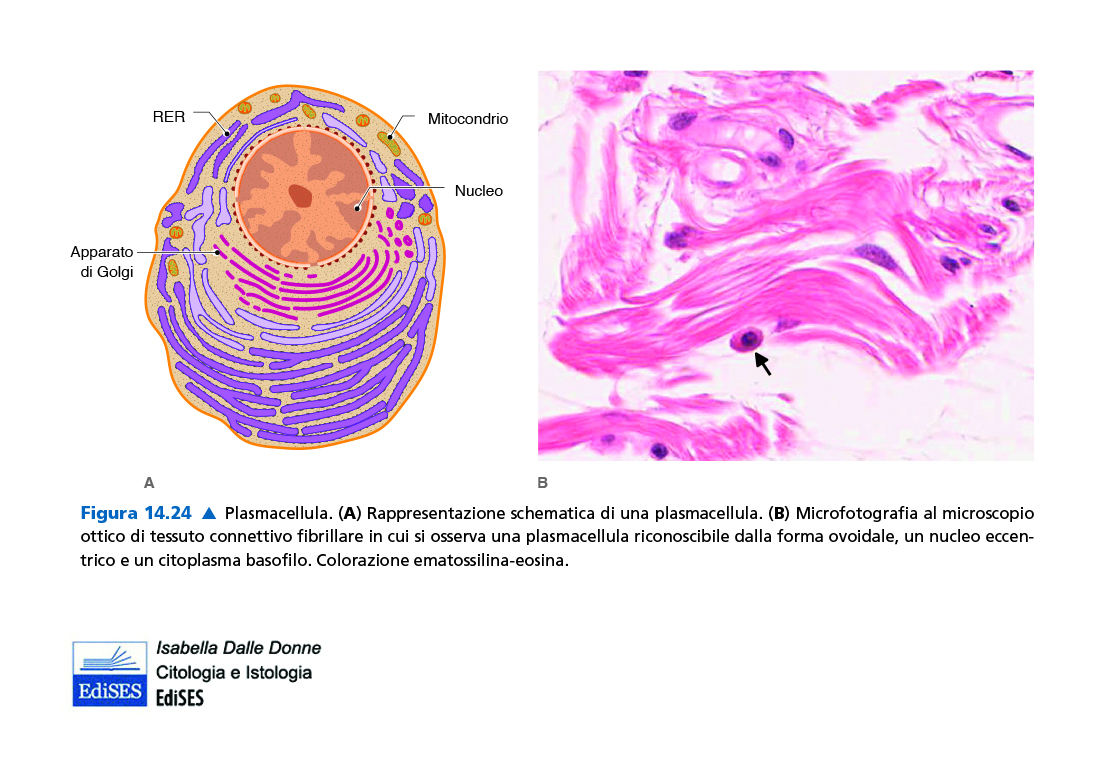 RER
Mitocondrio
Nucleo
Apparato
di Golgi
A
B
Figura 14.24 ▲ Plasmacellula. (A) Rappresentazione schematica di una plasmacellula. (B) Microfotografia al microscopio
ottico di tessuto connettivo fibrillare in cui si osserva una plasmacellula riconoscibile dalla forma ovoidale, un nucleo eccen-
trico e un citoplasma basofilo. Colorazione ematossilina-eosina.
EdiSES
Isabella Dalle Donne
Citologia e Istologia
EdiSES